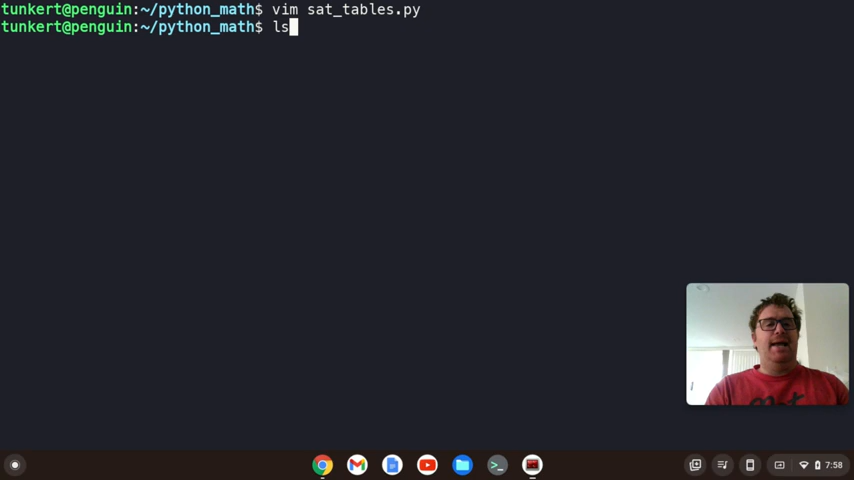 tunkert@penguin:~/python_math$ vim sat_tables.py
tunkert@penguin:~/python_math$ ls
7:58